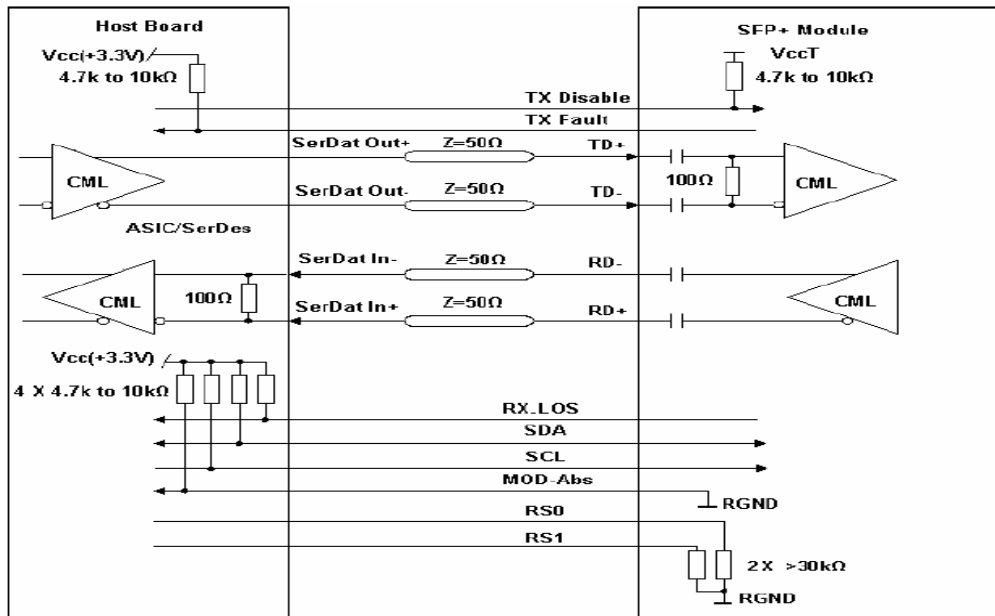 Host Board
SFP+ Module
Vcc(+3.3V)
4.7k to 10kΩ
VccT
4.7k to 10kΩ
TX Disable
TX Fault
SerDat Out+
Z=50Ω
TD+
CML
100Ω
CML
SerDat Out-
Z=50Ω
TD-
ASIC/SerDes
SerDat In-
Z=50Ω
RD-
CML
100Ω
CML
SerDat In+
Z=50Ω
RD+
Vcc(+3.3V)
4 X 4.7k to 10kΩ
RX_LOS
SDA
SCL
MOD-Abs
RGND
RS0
RS1
2X >30kΩ
RGND